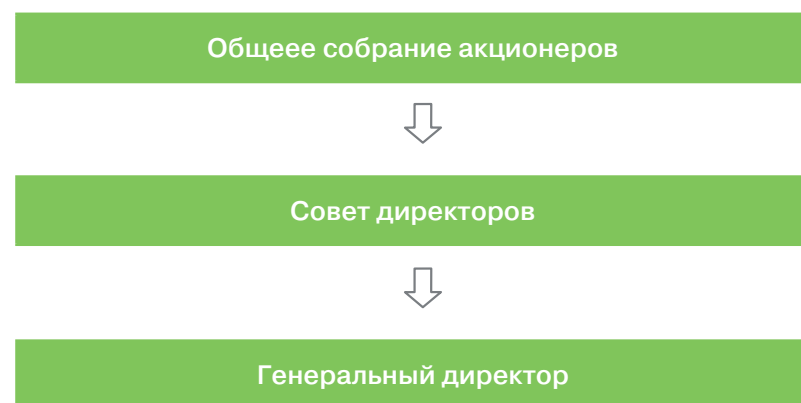 Общеее собрание акционеров
Совет директоров
Генеральный директор